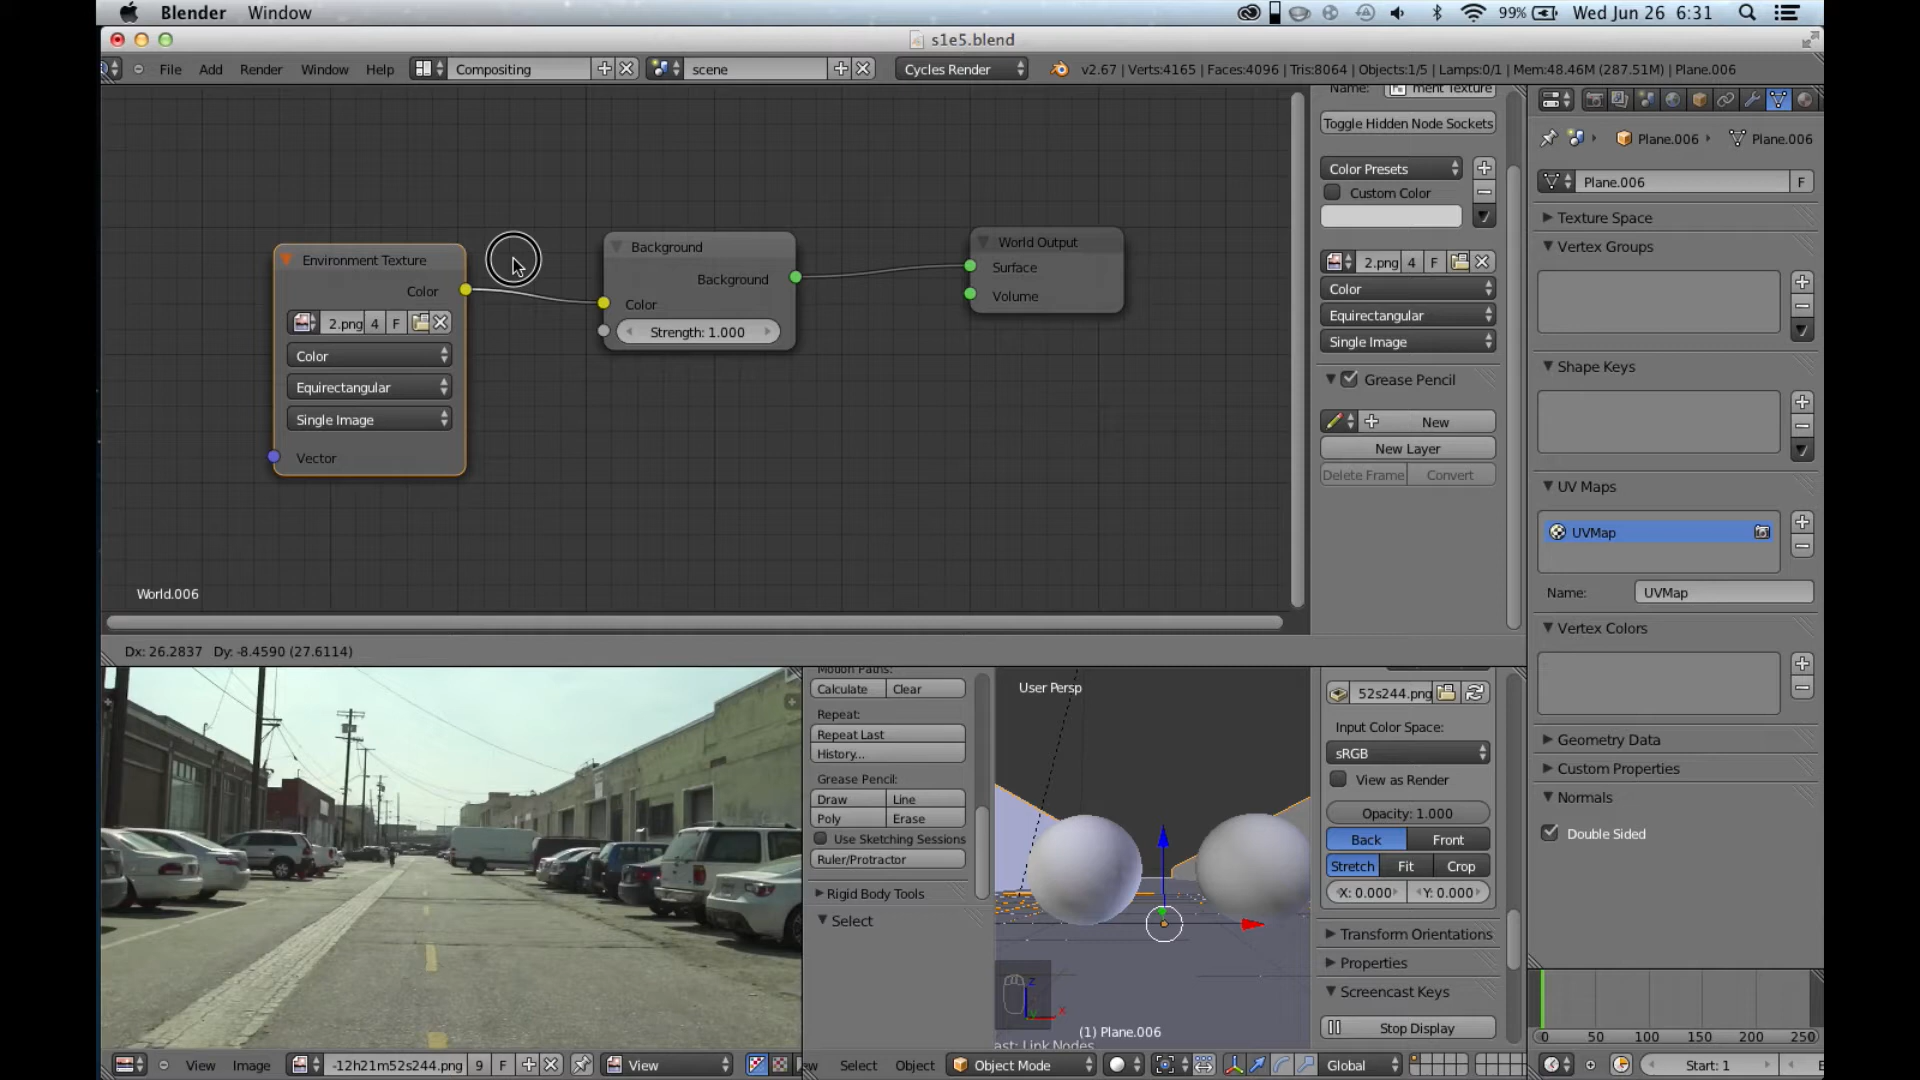 Blender Window
99% Wed Jun 26 6:31
s1e5.blend
File Add Render Window Help Compositing scene Cycles Render v2.67 | Verts:4165 | Faces:4096 | Tris:8064 | Objects:1/5 | Lamps:0/1 | Mem:48.46M (287.51M) | Plane.006
Environment Texture
Color
2.png 4 F
Color
Equirectangular
Single Image
Vector
Background
Background
Color
Strength: 1.000
World Output
Surface
Volume
World.006
Name: ment Texture
Toggle Hidden Node Sockets
Color Presets
Custom Color
2.png 4 F
Color
Equirectangular
Single Image
Grease Pencil
New
New Layer
Delete Frame Convert
Plane.006 Plane.006
Plane.006 F
Texture Space
Vertex Groups
Shape Keys
UV Maps
UVMap
Name: UVMap
Vertex Colors
Geometry Data
Custom Properties
Normals
Double Sided
Dx: 26.2837 Dy: -8.4590 (27.6114)
Motion Paths:
Calculate Clear
Repeat:
Repeat Last
History...
Grease Pencil:
Draw Line
Poly Erase
Use Sketching Sessions
Ruler/Protractor
Rigid Body Tools
Select
User Persp
z
x
(1) Plane.006
ast: Link Nodes
52s244.png
Input Color Space:
sRGB
View as Render
Opacity: 1.000
Back Front
Stretch Fit Crop
X: 0.000 Y: 0.000
Transform Orientations
Properties
Screencast Keys
Stop Display
0 50 100 150 200 250
View Image -12h21m52s244.png 9 F View
ew Select Object Object Mode Global
Start: 1